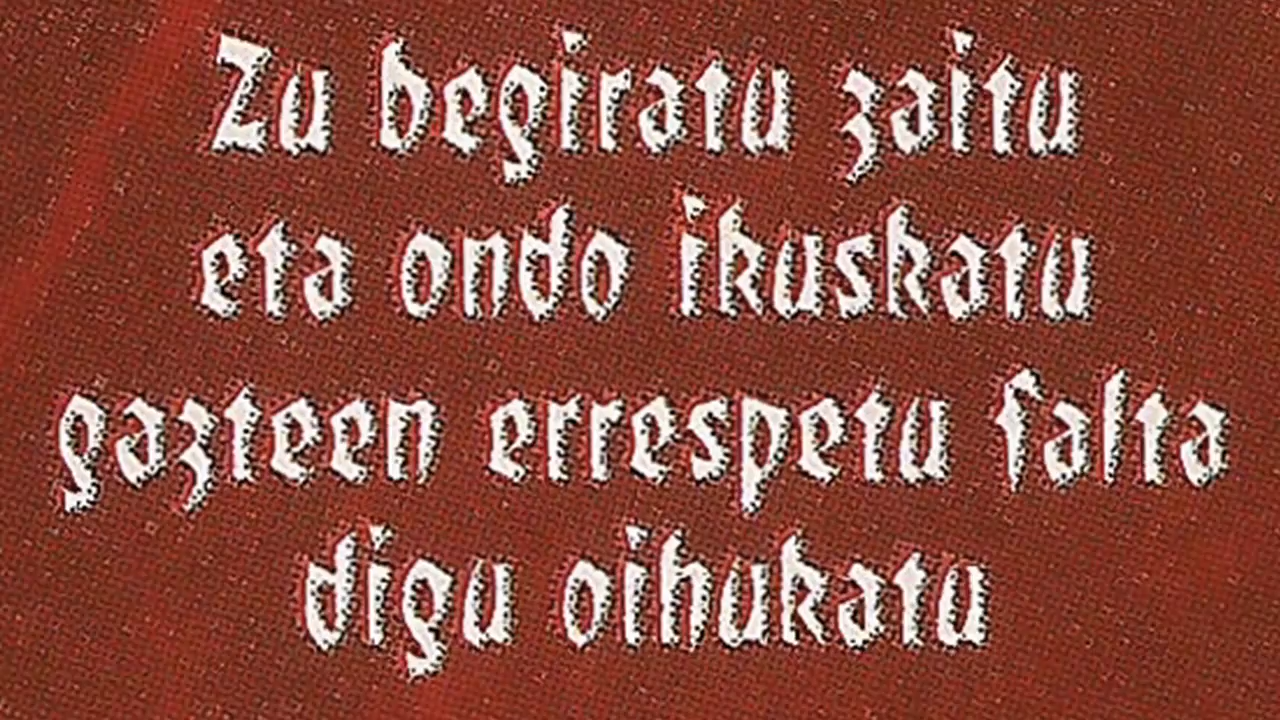 Zu begiratu zaitu
eta ondo ikuskatu
gazteen errespetu falta
digu oihukatu